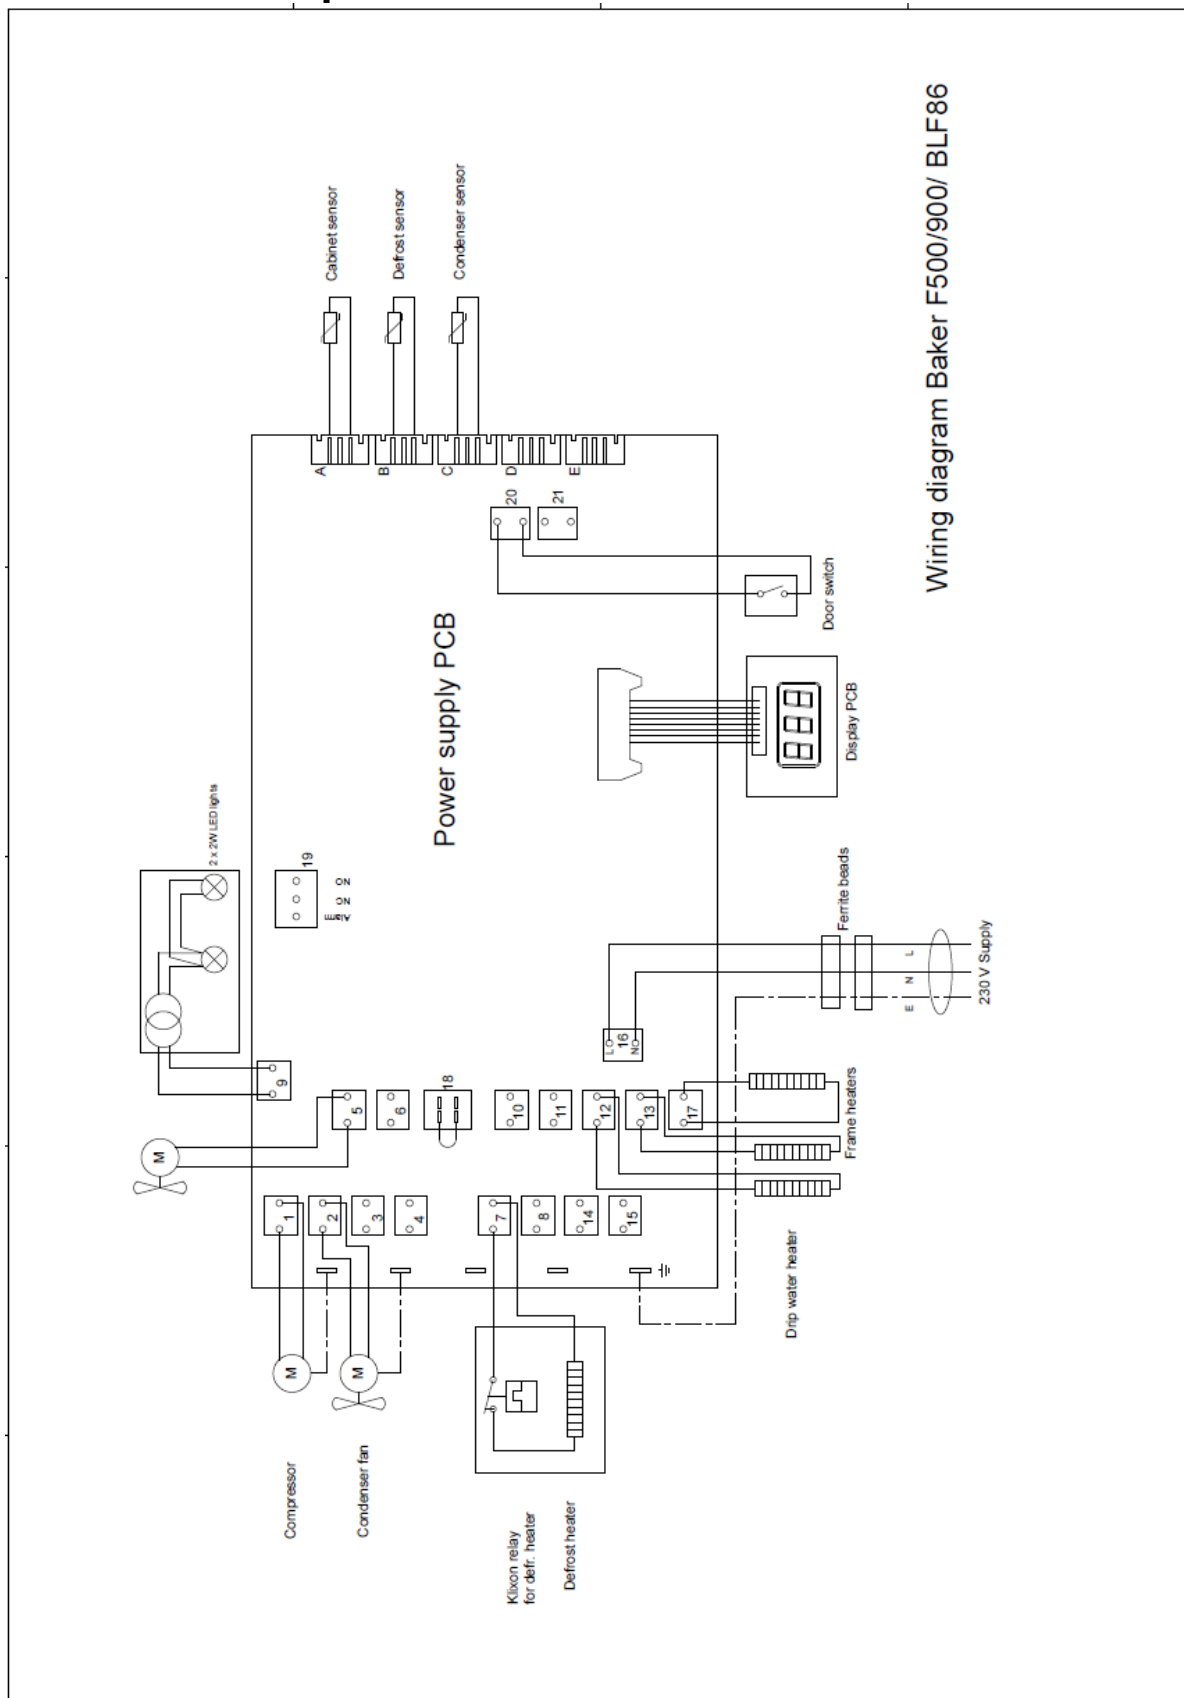 Wiring diagram Baker F500/900/ BLF86
Power supply PCB
Compressor
Condenser fan
Klixon relay
for defr. heater
Defrost heater
Drip water heater
Frame heaters
230 V Supply
Ferrite beads
Display PCB
Door switch
Cabinet sensor
Defrost sensor
Condenser sensor
2 x 2W LED lights
M
M
M
1
2
3
4
7
8
14
15
5
6
18
10
11
12
13
17
9
L
16
N
E
N
L
19
Alarm
NO
NO
20
21
A
B
C
D
E